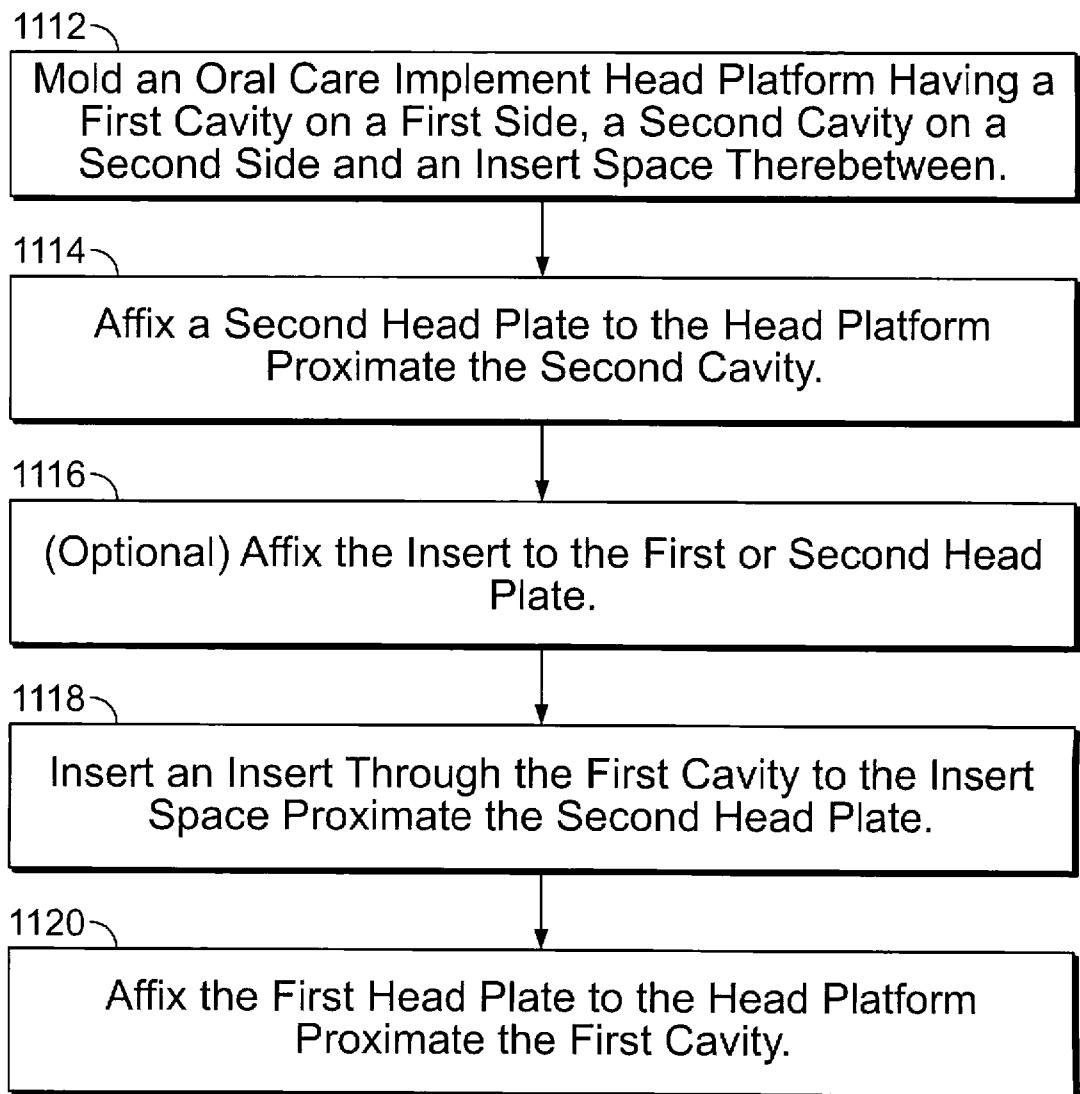 1112
Mold an Oral Care Implement Head Platform Having a
First Cavity on a First Side, a Second Cavity on a
Second Side and an Insert Space Therebetween.
1114
Affix a Second Head Plate to the Head Platform
Proximate the Second Cavity.
1116
(Optional) Affix the Insert to the First or Second Head
Plate.
1118
Insert an Insert Through the First Cavity to the Insert
Space Proximate the Second Head Plate.
1120
Affix the First Head Plate to the Head Platform
Proximate the First Cavity.